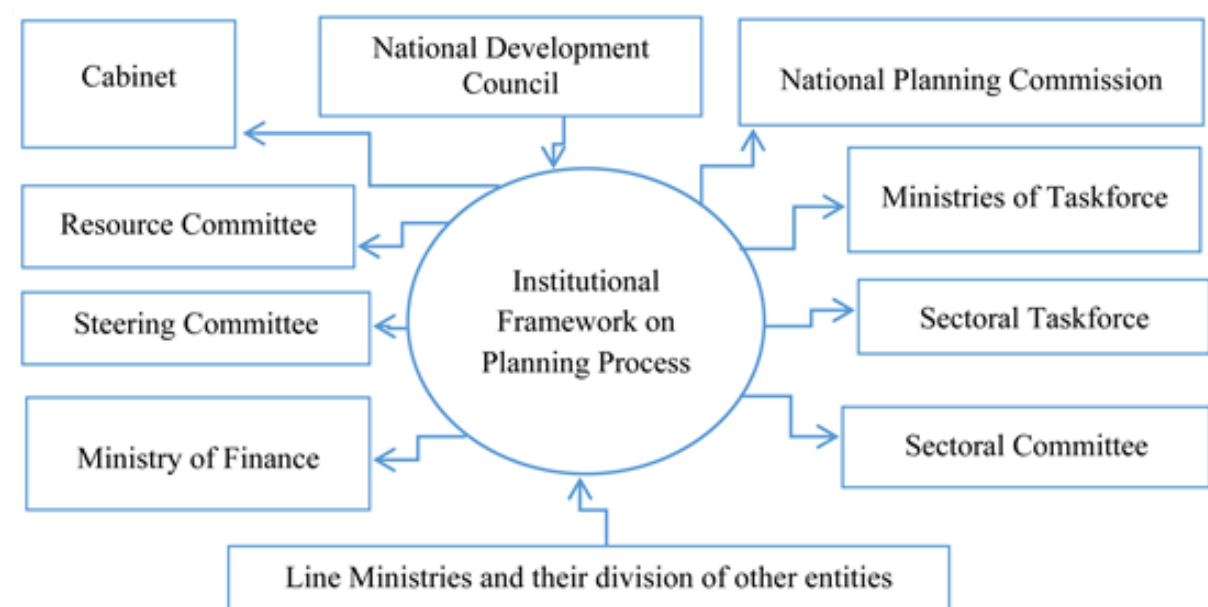 Cabinet
National Development
Council
National Planning Commission
Resource Committee
Ministries of Taskforce
Institutional
Framework on
Planning Process
Steering Committee
Sectoral Taskforce
Ministry of Finance
Sectoral Committee
Line Ministries and their division of other entities